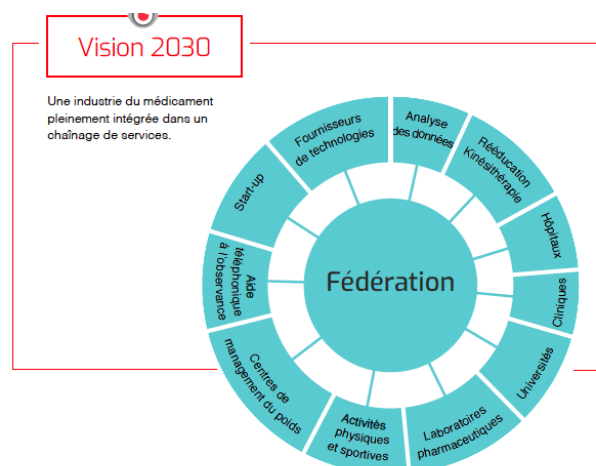 Vision 2030
Une industrie du médicament
pleinement intégrée dans un
chaînage de services.
Fournisseurs
de technologies
Analyse
des données
Rééducation
Kinésithérapie
Hôpitaux
Cliniques
Universités
Laboratoires
pharmaceutiques
Activités
physiques
et sportives
Centres de
management du poids
Aide
téléphonique
à l'observance
Start-up
Fédération